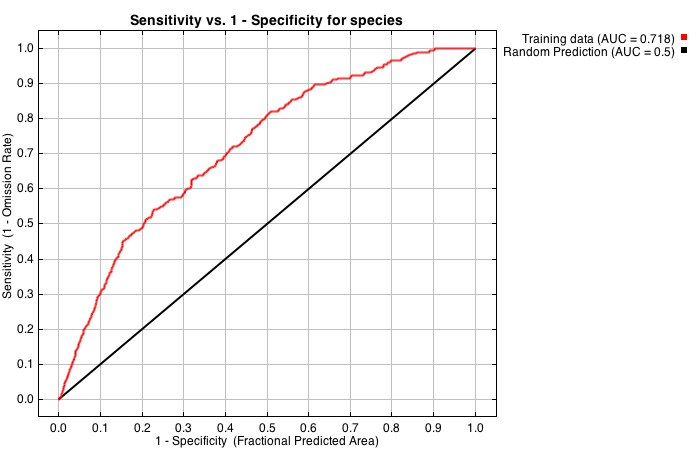 Sensitivity vs. 1 - Specificity for species
Training data (AUC = 0.718)
Random Prediction (AUC = 0.5)
Sensitivity (1 - Omission Rate)
1.0
0.9
0.8
0.7
0.6
0.5
0.4
0.3
0.2
0.1
0.0
0.0 0.1 0.2 0.3 0.4 0.5 0.6 0.7 0.8 0.9 1.0
1 - Specificity (Fractional Predicted Area)